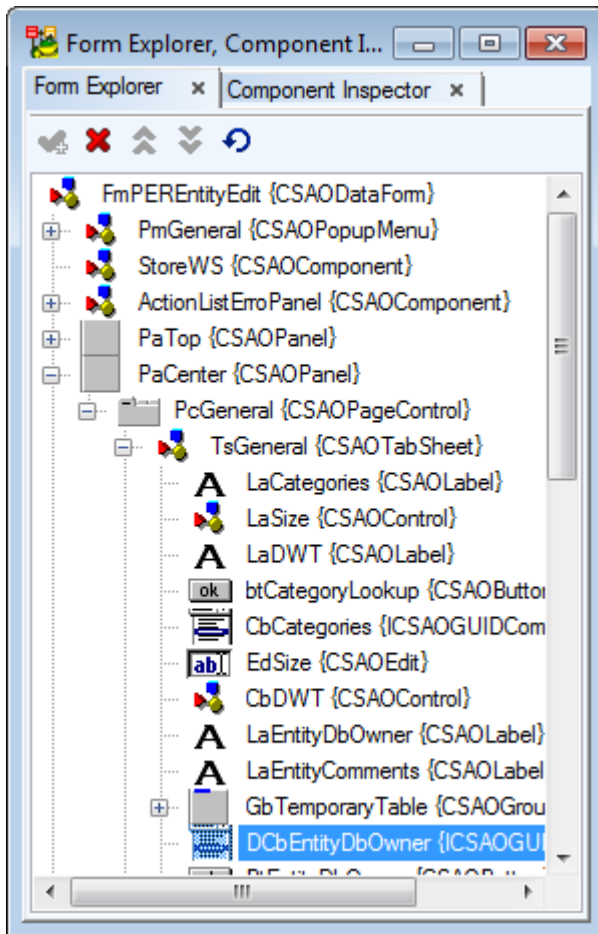 Form Explorer, Component I...
Form Explorer x Component Inspector x
FmPEREntityEdit {CSAODataForm}
PmGeneral {CSAOPopupMenu}
StoreWS {CSAOComponent}
ActionListErroPanel {CSAOComponent}
PaTop {CSAOPanel}
PaCenter {CSAOPanel}
PcGeneral {CSAOPageControl}
TsGeneral {CSAOTabSheet}
A LaCategories {CSAOLabel}
LaSize {CSAOControl}
A LaDWT {CSAOLabel}
ok btCategoryLookup {CSAOButton
CbCategories {ICSAOGUIDCom
ab EdSize {CSAOEdit}
CbDWT {CSAOControl}
A LaEntityDbOwner {CSAOLabel}
A LaEntityComments {CSAOLabel
GbTemporaryTable {CSAOGrou
DCbEntityDbOwner {ICSAOGUI